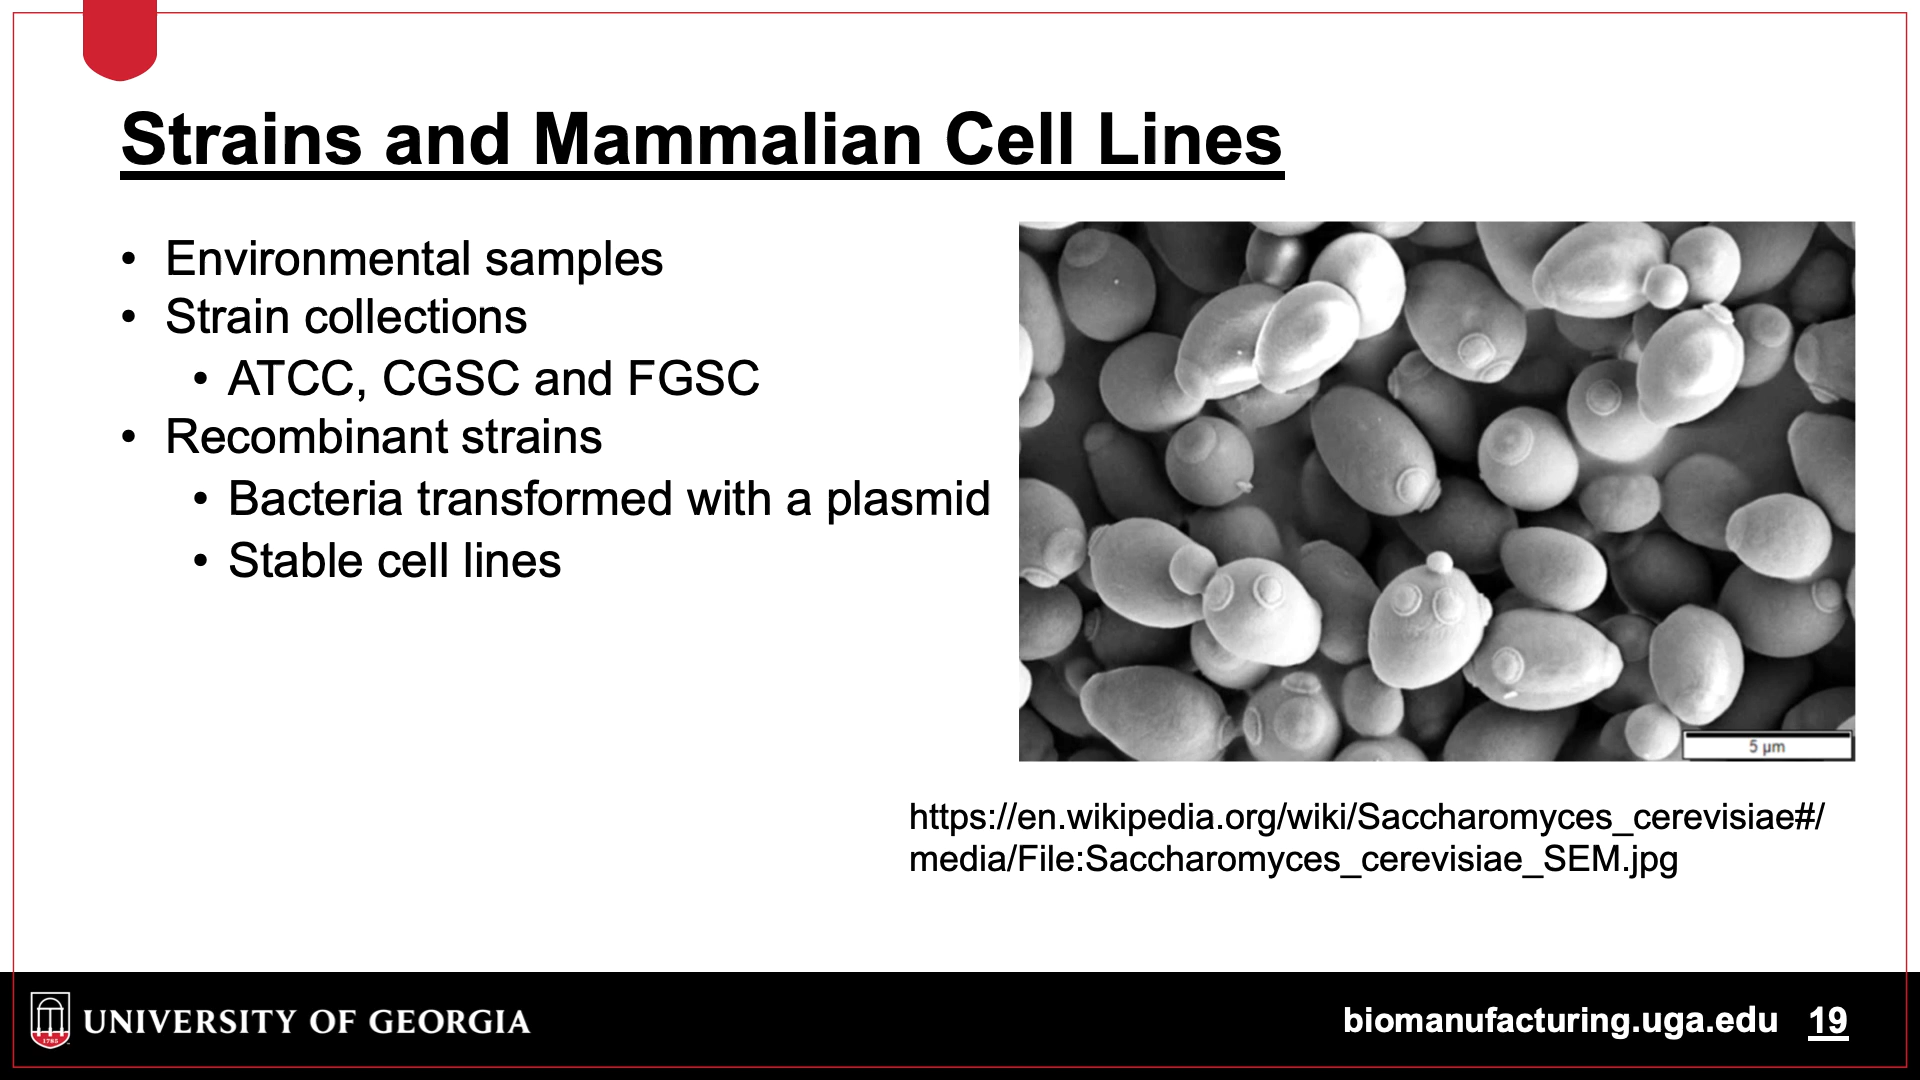 Strains and Mammalian Cell Lines
• Environmental samples
• Strain collections
• ATCC, CGSC and FGSC
• Recombinant strains
• Bacteria transformed with a plasmid
• Stable cell lines
5 µm
https://en.wikipedia.org/wiki/Saccharomyces_cerevisiae#/
media/File:Saccharomyces_cerevisiae_SEM.jpg
1785
UNIVERSITY OF GEORGIA
biomanufacturing.uga.edu 19